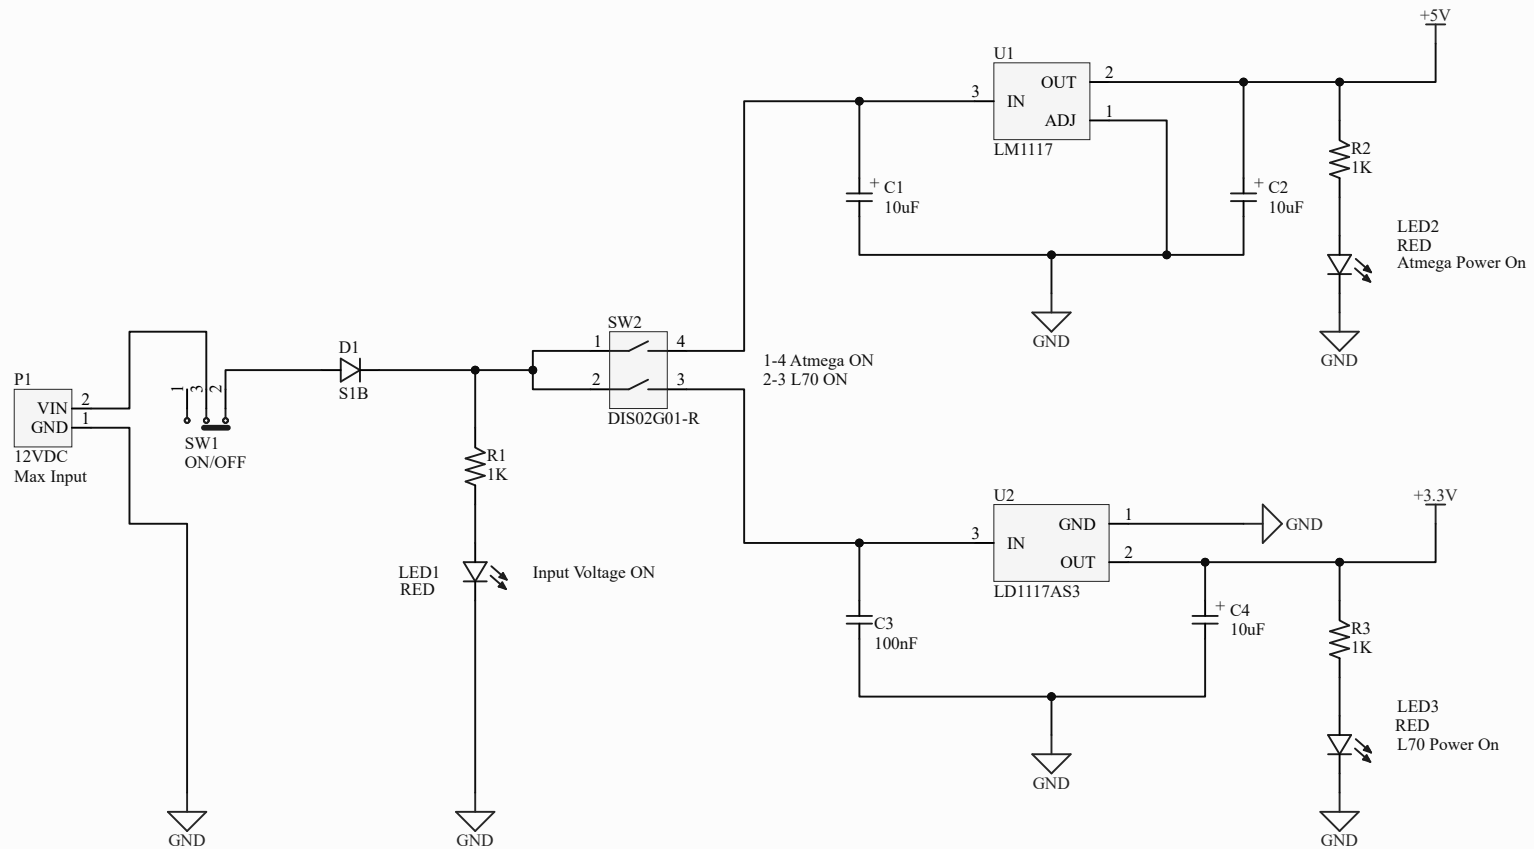 P1
VIN 2
GND 1
12VDC
Max Input
1
3
2
SW1
ON/OFF
GND
D1
S1B
R1
1K
LED1
RED
Input Voltage ON
GND
SW2
1
4
2
3
DIS02G01-R
1-4 Atmega ON
2-3 L70 ON
+ C1
10uF
U1
3 IN
OUT 2
ADJ 1
LM1117
GND
+ C2
10uF
+5V
R2
1K
LED2
RED
Atmega Power On
GND
C3
100nF
U2
3 IN
GND 1
OUT 2
LD1117AS3
GND
GND
+ C4
10uF
+3.3V
R3
1K
LED3
RED
L70 Power On
GND